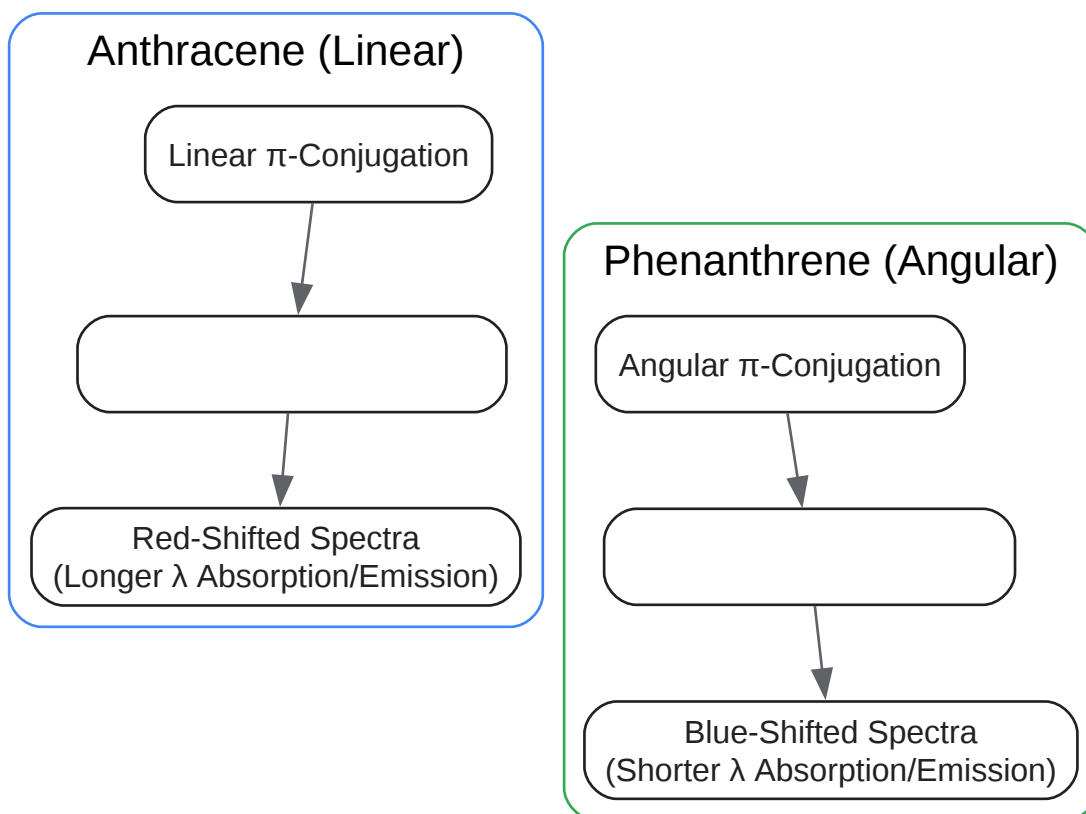 Anthracene (Linear)
Linear π-Conjugation
Red-Shifted Spectra
(Longer λ Absorption/Emission)
Phenanthrene (Angular)
Angular π-Conjugation
Blue-Shifted Spectra
(Shorter λ Absorption/Emission)